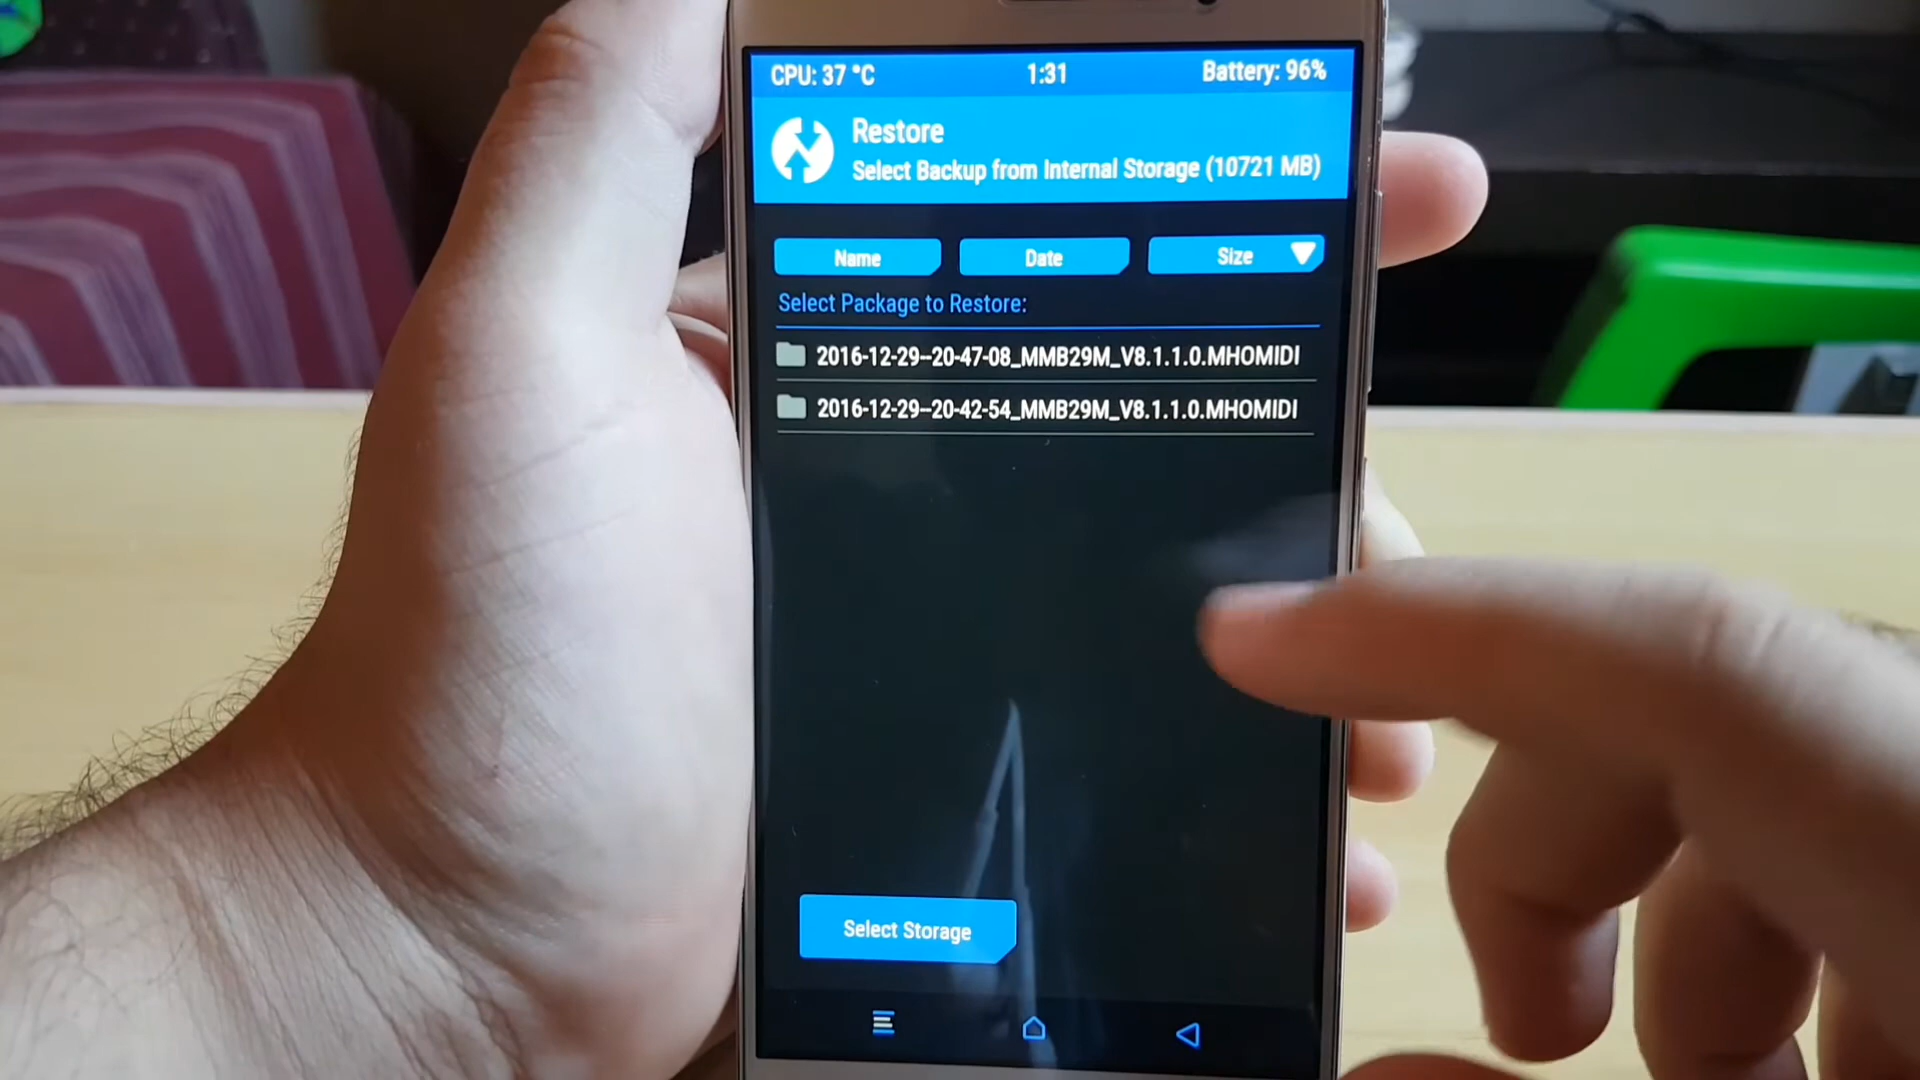 CPU: 37 °C 1:31 Battery: 96%
Restore
Select Backup from Internal Storage (10721 MB)
Name Date Size
Select Package to Restore:
2016-12-29--20-47-08_MMB29M_V8.1.1.0.MHOMIDI
2016-12-29--20-42-54_MMB29M_V8.1.1.0.MHOMIDI
Select Storage